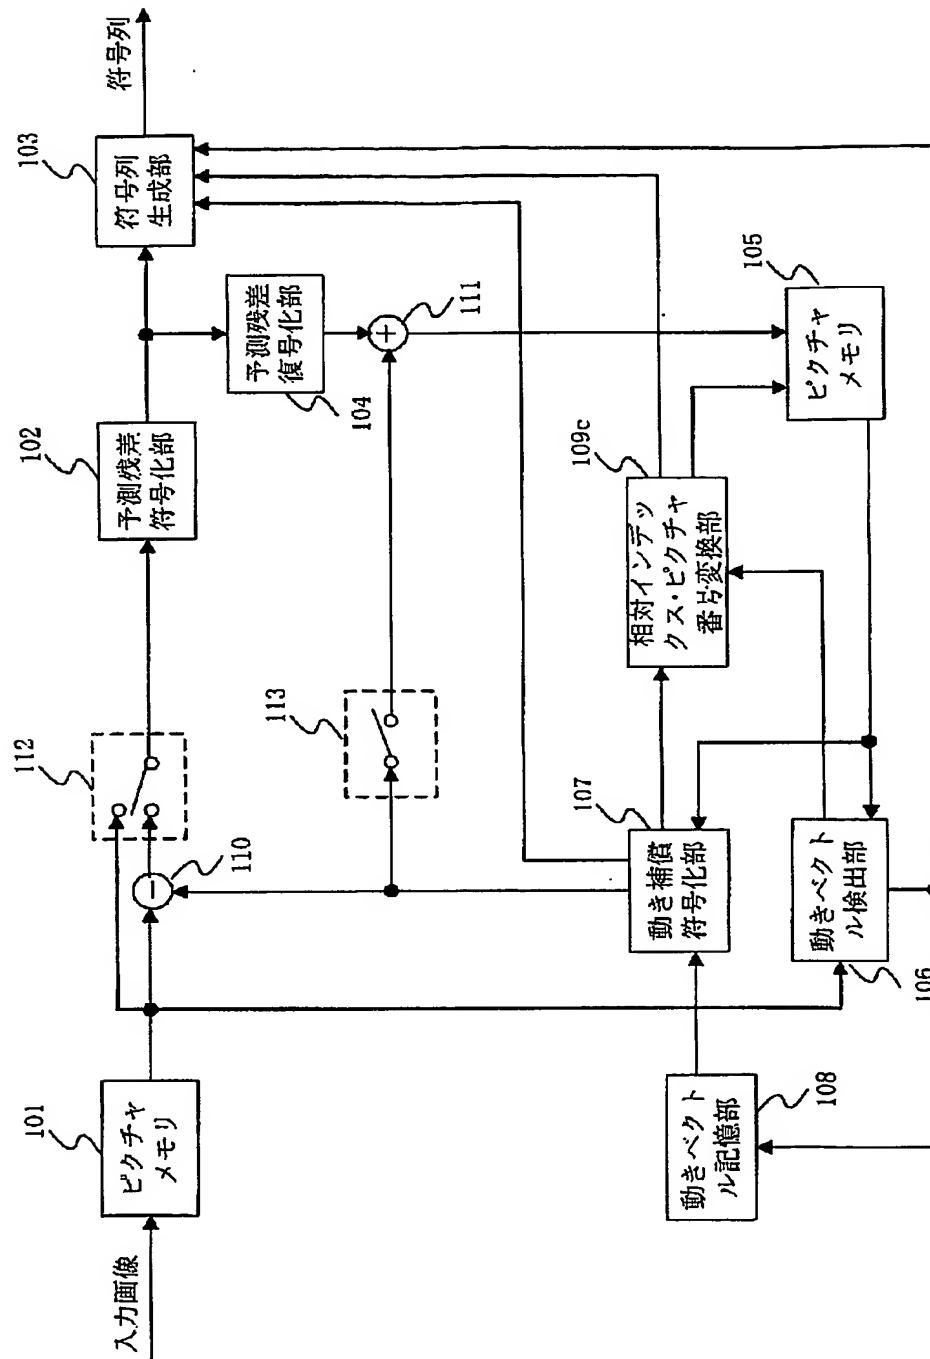 入力画像
101
ピクチャ
メモリ
110
112
102
予測残差
符号化部
103
符号列
生成部
符号列
予測残差
復号化部
104
111
113
105
ピクチャ
メモリ
109c
相対インデッ
クス・ピクチャ
番号変換部
107
動き補償
符号化部
動きベクト
ル検出部
106
動きベクト
ル記憶部
108